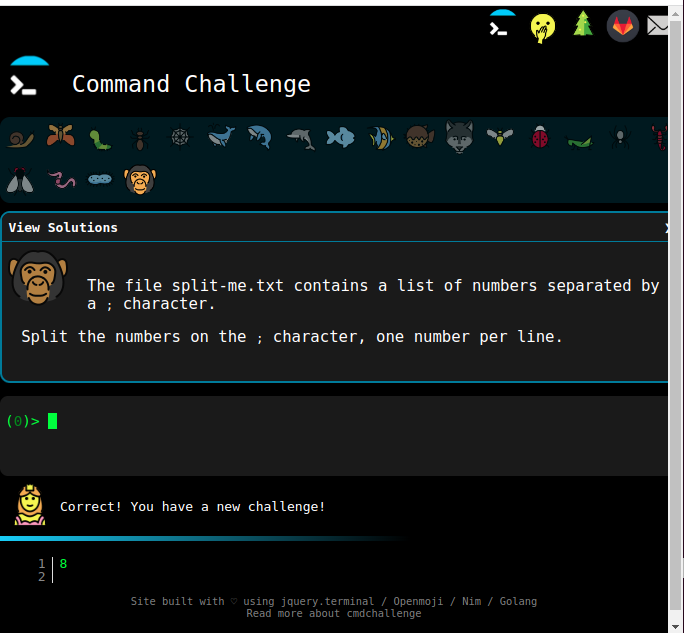 Command Challenge
View Solutions
The file split-me.txt contains a list of numbers separated by
a ; character.
Split the numbers on the ; character, one number per line.
(0)>
Correct! You have a new challenge!
1 8
2
Site built with ♡ using jquery.terminal / Openmoji / Nim / Golang
Read more about cmdchallenge